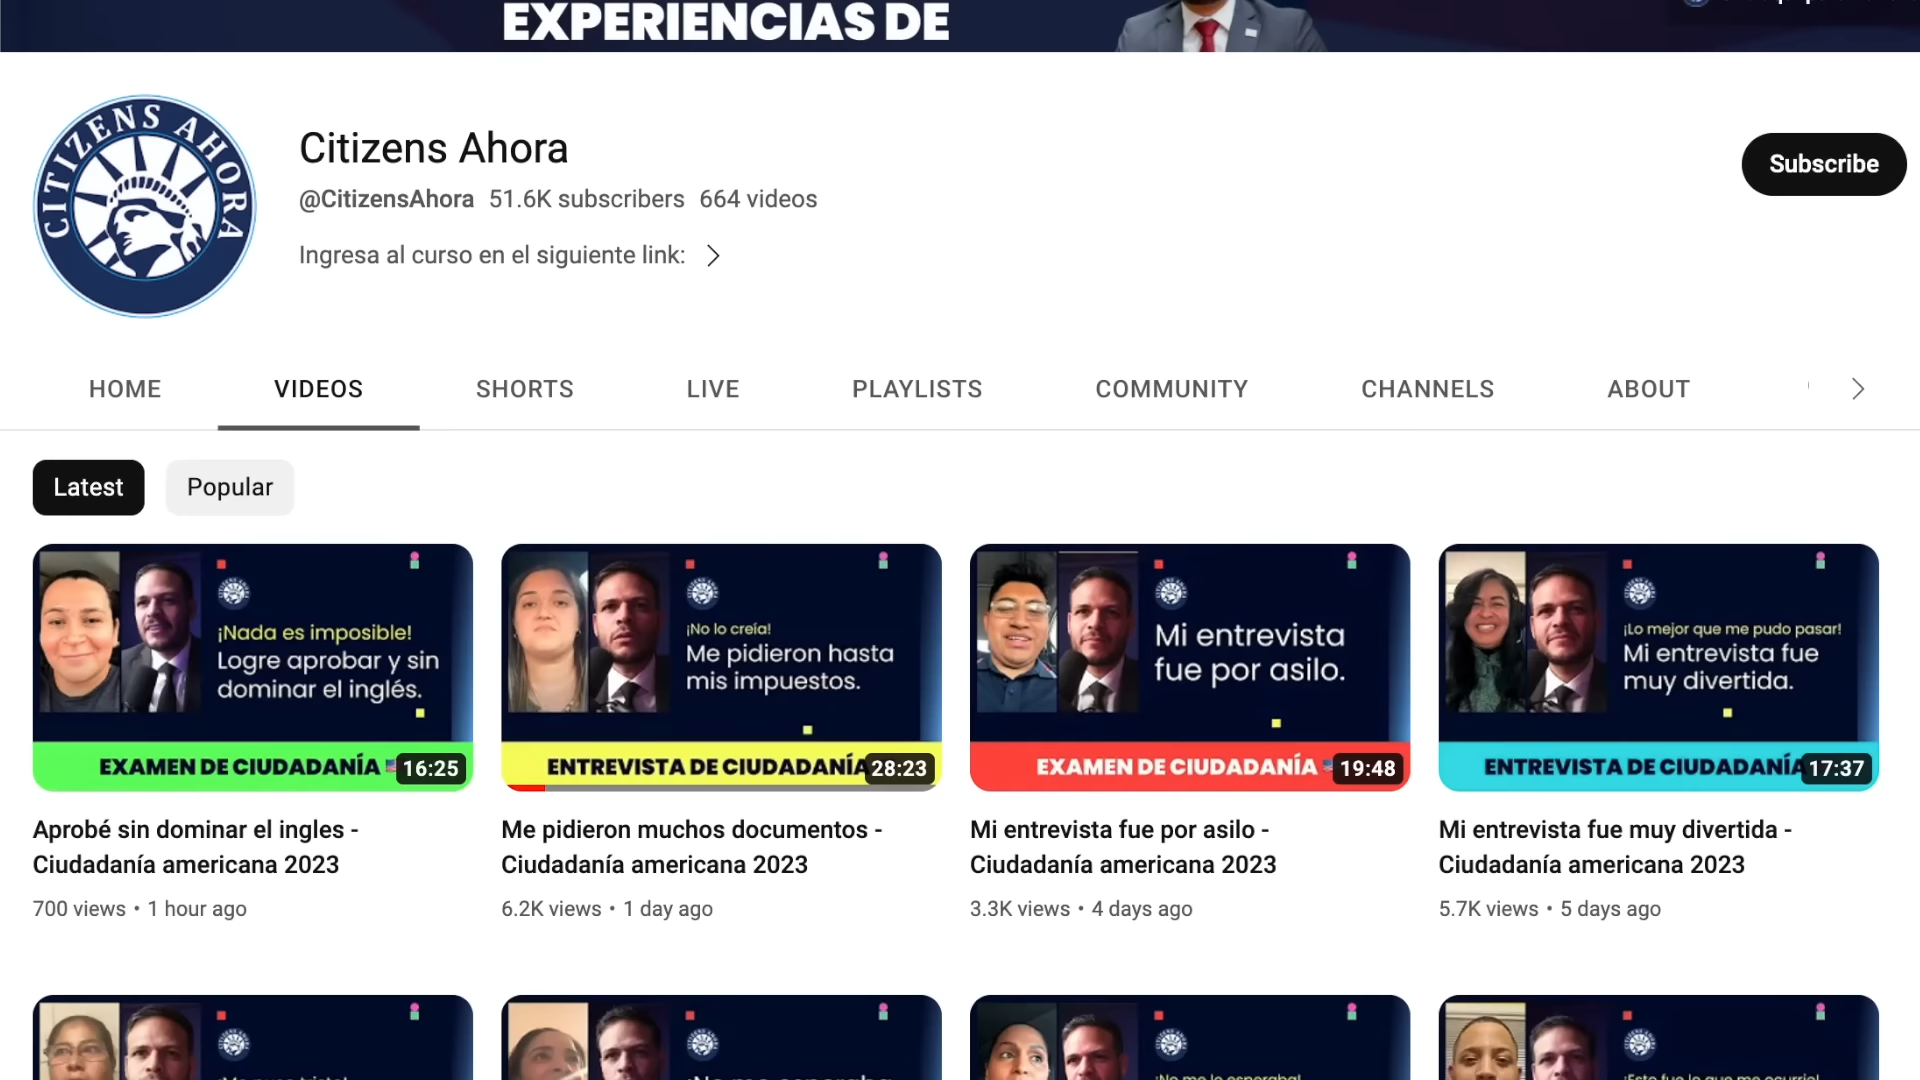 EXPERIENCIAS DE
CITIZENS AHORA
Citizens Ahora
@CitizensAhora 51.6K subscribers 664 videos
Ingresa al curso en el siguiente link:
Subscribe
HOME VIDEOS SHORTS LIVE PLAYLISTS COMMUNITY CHANNELS ABOUT
Latest Popular
¡Nada es imposible!
Logre aprobar y sin
dominar el inglés.
EXAMEN DE CIUDADANÍA
16:25
Aprobé sin dominar el ingles -
Ciudadanía americana 2023
700 views • 1 hour ago
¡No lo creía!
Me pidieron hasta
mis impuestos.
ENTREVISTA DE CIUDADANÍA
28:23
Me pidieron muchos documentos -
Ciudadanía americana 2023
6.2K views • 1 day ago
Mi entrevista
fue por asilo.
EXAMEN DE CIUDADANÍA
19:48
Mi entrevista fue por asilo -
Ciudadanía americana 2023
3.3K views • 4 days ago
¡Lo mejor que me pudo pasar!
Mi entrevista fue
muy divertida.
ENTREVISTA DE CIUDADANÍA
17:37
Mi entrevista fue muy divertida -
Ciudadanía americana 2023
5.7K views • 5 days ago